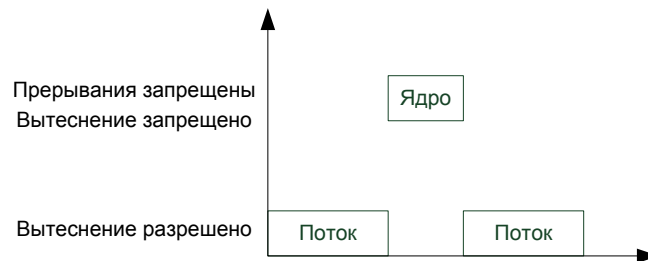 Прерывания запрещены
Вытеснение запрещено
Ядро
Вытеснение разрешено
Поток
Поток